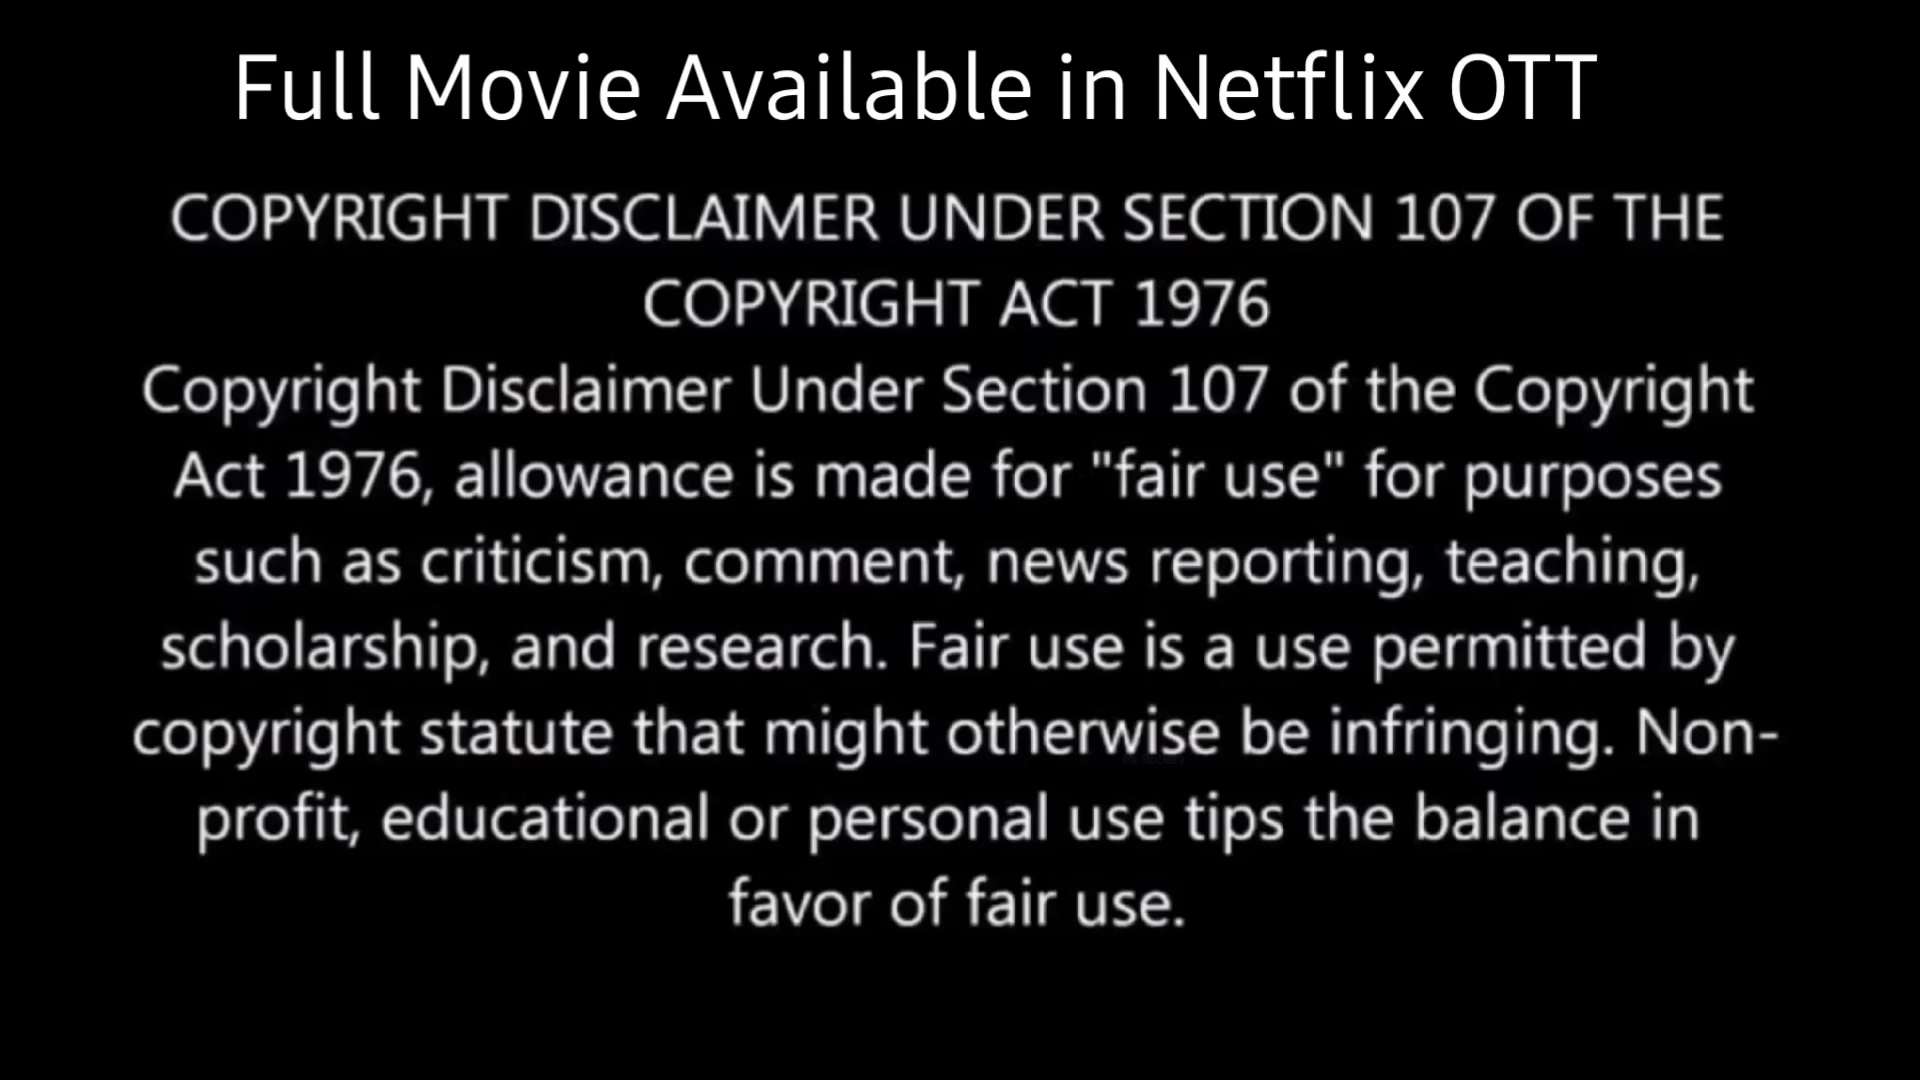 Full Movie Available in Netflix OTT
COPYRIGHT DISCLAIMER UNDER SECTION 107 OF THE
COPYRIGHT ACT 1976
Copyright Disclaimer Under Section 107 of the Copyright
Act 1976, allowance is made for "fair use" for purposes
such as criticism, comment, news reporting, teaching,
scholarship, and research. Fair use is a use permitted by
copyright statute that might otherwise be infringing. Non-
profit, educational or personal use tips the balance in
favor of fair use.